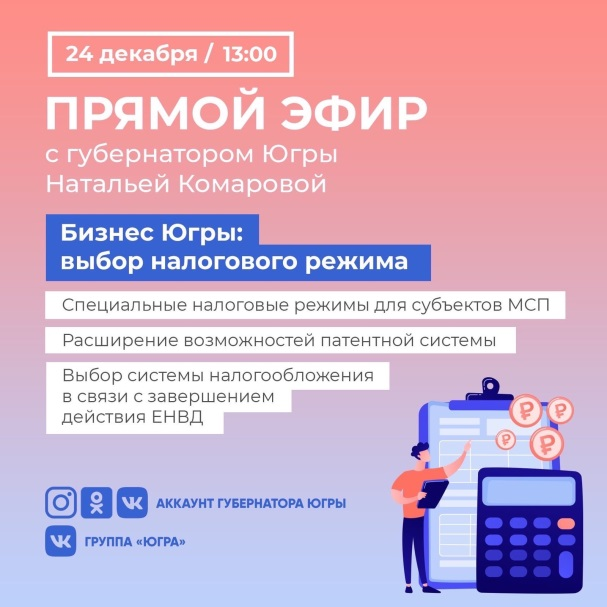 24 декабря / 13:00
ПРЯМОЙ ЭФИР
с губернатором Югры
Натальей Комаровой
Бизнес Югры:
выбор налогового режима
Специальные налоговые режимы для субъектов МСП
Расширение возможностей патентной системы
Выбор системы налогообложения
в связи с завершением
действия ЕНВД
АККАУНТ ГУБЕРНАТОРА ЮГРЫ
ГРУППА «ЮГРА»